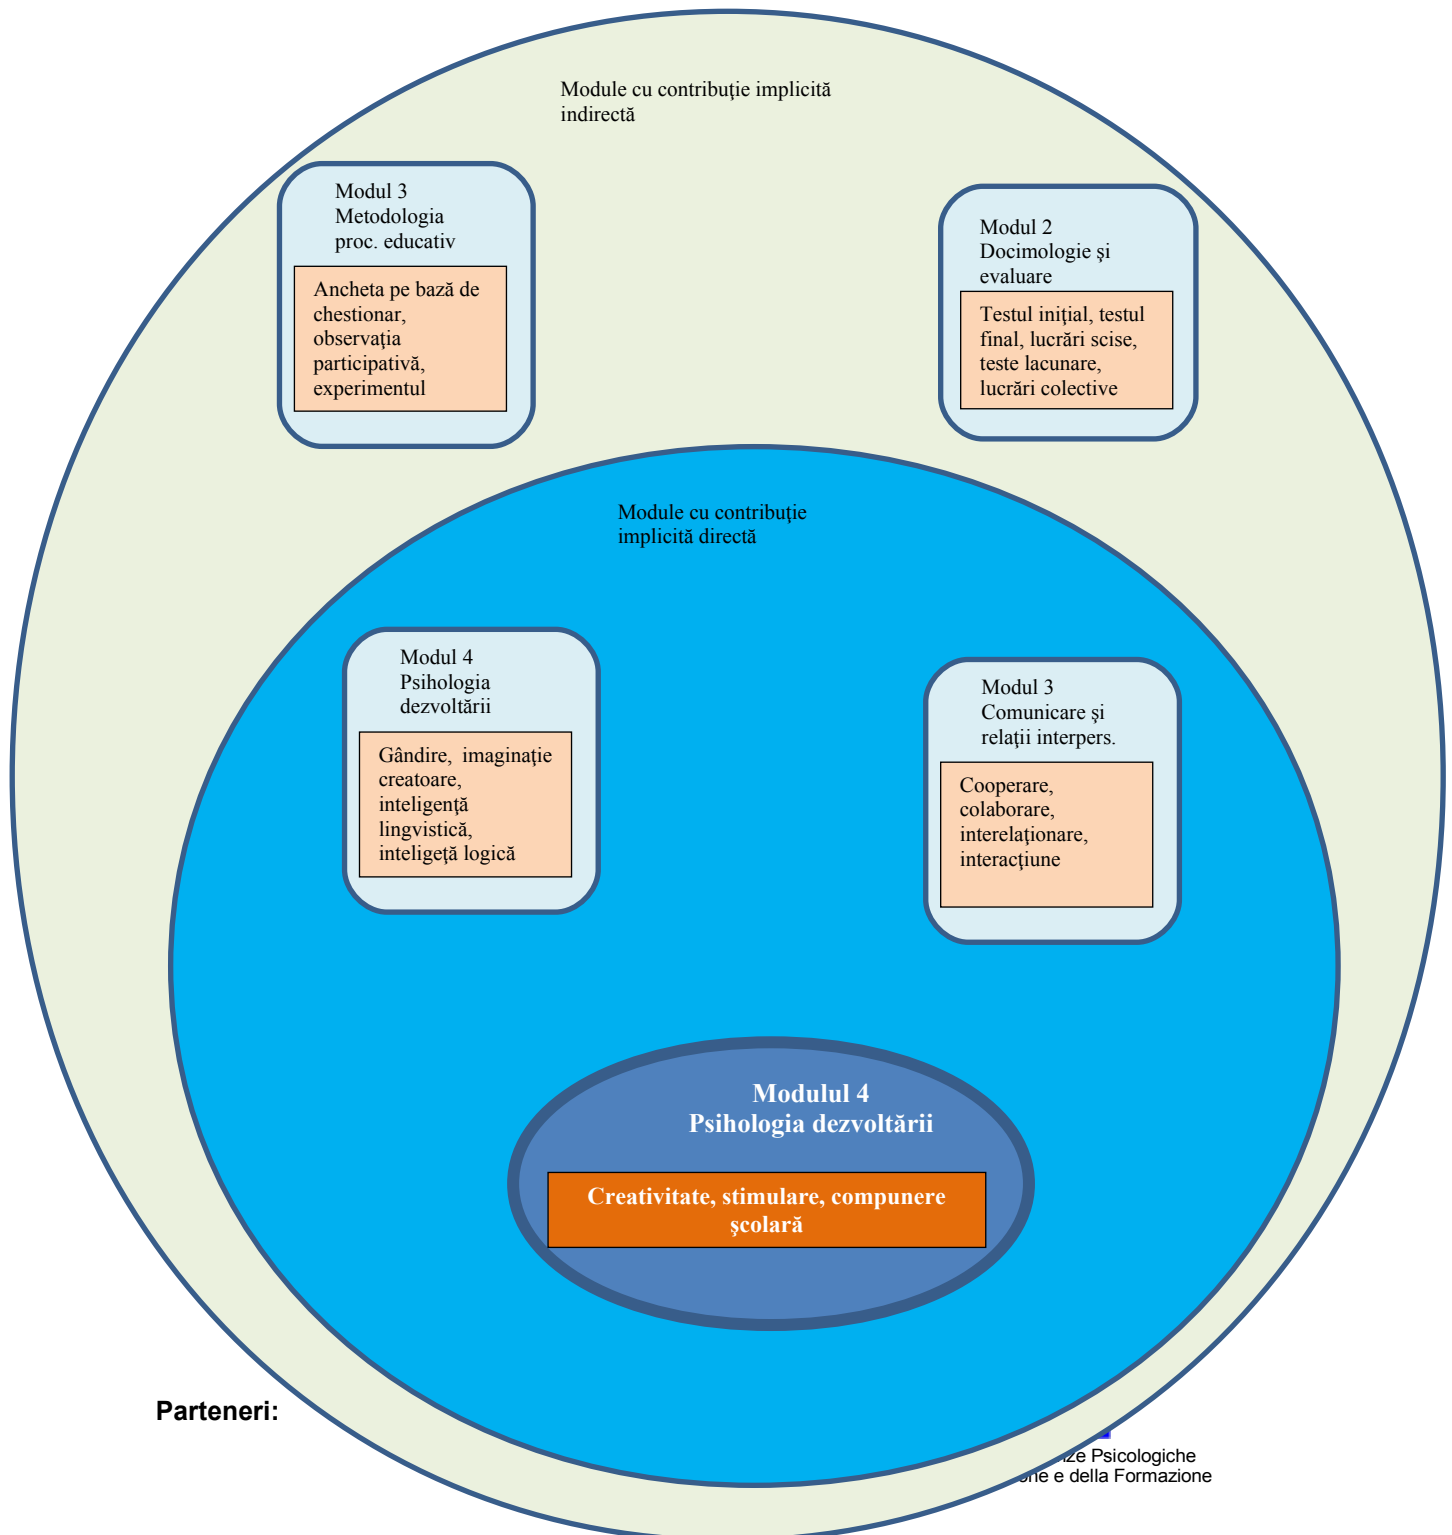 Module cu contribuţie implicită
indirectă
Modul 3
Metodologia
proc. educativ
Ancheta pe bază de
chestionar,
observaţia
participativă,
experimentul
Modul 2
Docimologie şi
evaluare
Testul iniţial, testul
final, lucrări scise,
teste lacunare,
lucrări colective
Module cu contribuţie
implicită directă
Modul 4
Psihologia
dezvoltării
Gândire, imaginaţie
creatoare,
inteligenţă
lingvistică,
inteligeţă logică
Modul 3
Comunicare şi
relaţii interpers.
Cooperare,
colaborare,
interelaţionare,
interacţiune
Modulul 4
Psihologia dezvoltării
Creativitate, stimulare, compunere
şcolară
Parteneri:
Psicologiche
e della Formazione